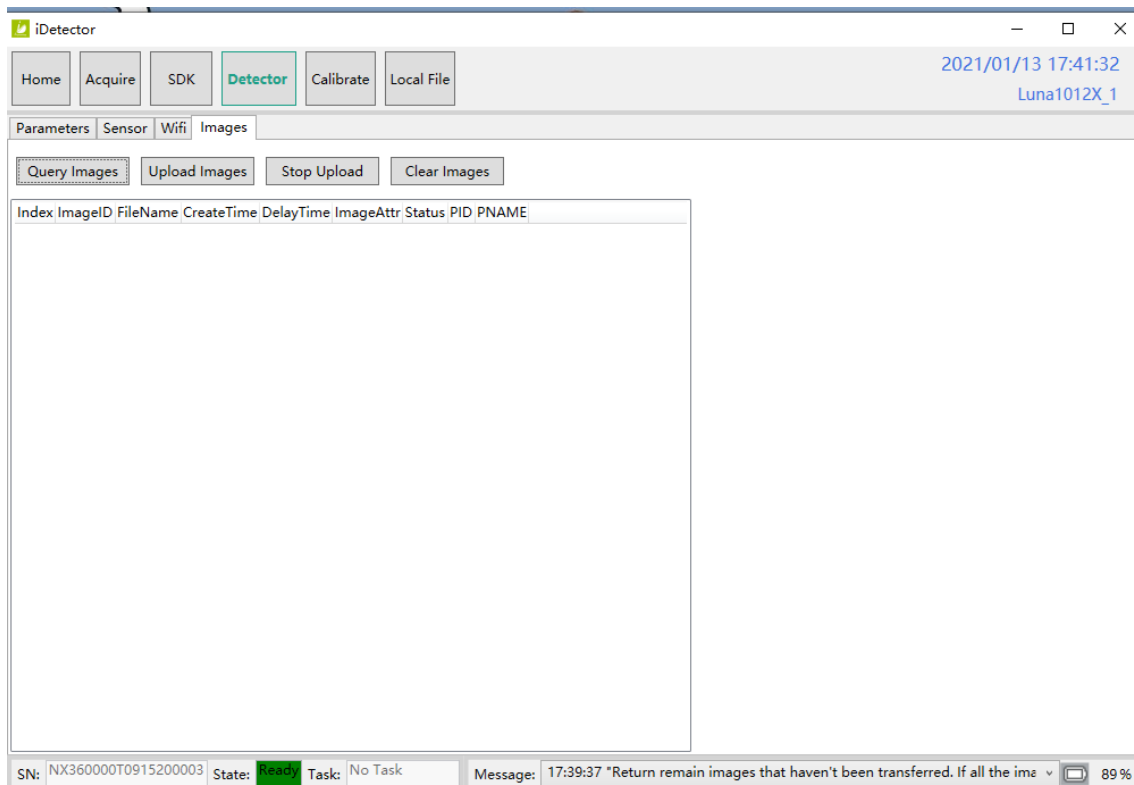 iDetector
Home Acquire SDK Detector Calibrate Local File
2021/01/13 17:41:32
Luna1012X_1
Parameters Sensor Wifi Images
Query Images Upload Images Stop Upload Clear Images
Index ImageID FileName CreateTime DelayTime ImageAttr Status PID PNAME
SN: NX360000T0915200003 State: Ready Task: No Task Message: 17:39:37 "Return remain images that haven't been transferred. If all the ima 89%